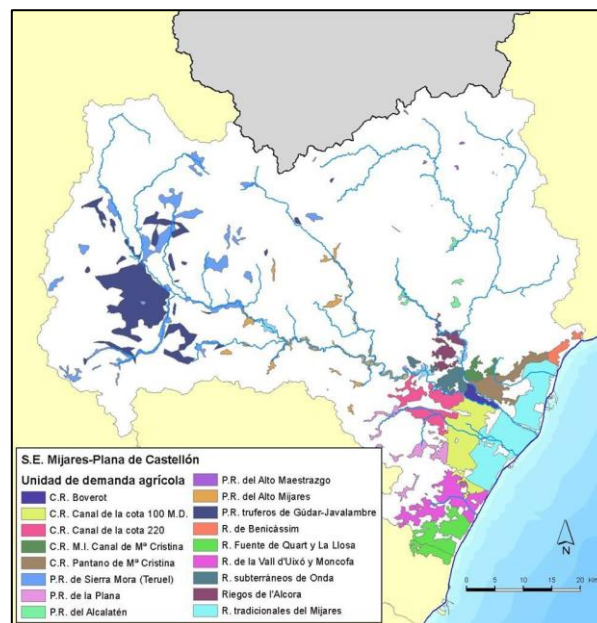 S.E. Mijares-Plana de Castellón
Unidad de demanda agrícola
C.R. Boverot
C.R. Canal de la cota 100 M.D.
C.R. Canal de la cota 220
C.R. M.I. Canal de Mª Cristina
C.R. Pantano de Mª Cristina
P.R. de Sierra Mora (Teruel)
P.R. de la Plana
P.R. del Alcalatén
P.R. del Alto Maestrazgo
P.R. del Alto Mijares
P.R. truferos de Gúdar-Javalambre
R. de Benicàssim
R. Fuente de Quart y La Llosa
R. de la Vall d'Uixó y Moncofa
R. subterráneos de Onda
Riegos de l'Alcora
R. tradicionales del Mijares
N
0 5 10 20
Km